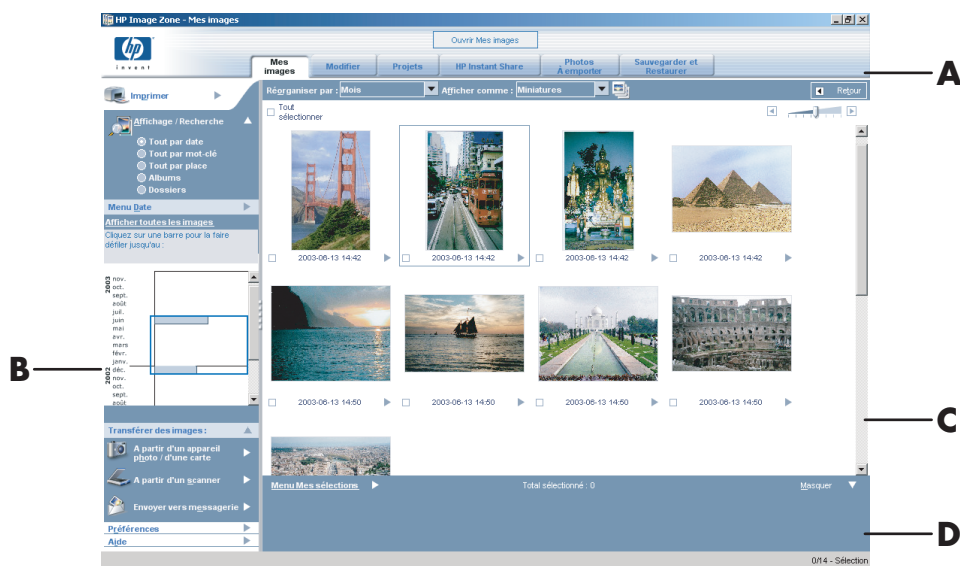 HP Image Zone - Mes images
Ouvrir Mes images
hp
invent
Mes images
Modifier
Projets
HP Instant Share
Photos À emporter
Sauvegarder et Restaurer
A
Imprimer
Réorganiser par : Mois
Afficher comme : Miniatures
Retour
Tout sélectionner
Affichage / Recherche
Tout par date
Tout par mot-clé
Tout par place
Albums
Dossiers
Menu Date
Afficher toutes les images
Cliquez sur une barre pour la faire
défiler jusqu'au :
2003-06-13 14:42
2003-06-13 14:42
2003-06-13 14:42
2003-06-13 14:42
2003
nov.
oct.
sept.
août
juil.
juin
mai
avr.
mars
févr.
janv.
2002
déc.
nov.
oct.
sept.
août
B
2003-06-13 14:50
2003-06-13 14:50
2003-06-13 14:50
2003-06-13 14:50
C
Transférer des images :
A partir d'un appareil
photo / d'une carte
A partir d'un scanner
Envoyer vers messagerie
Préférences
Aide
Menu Mes sélections
Total sélectionné : 0
Masquer
D
0/14 - Sélection